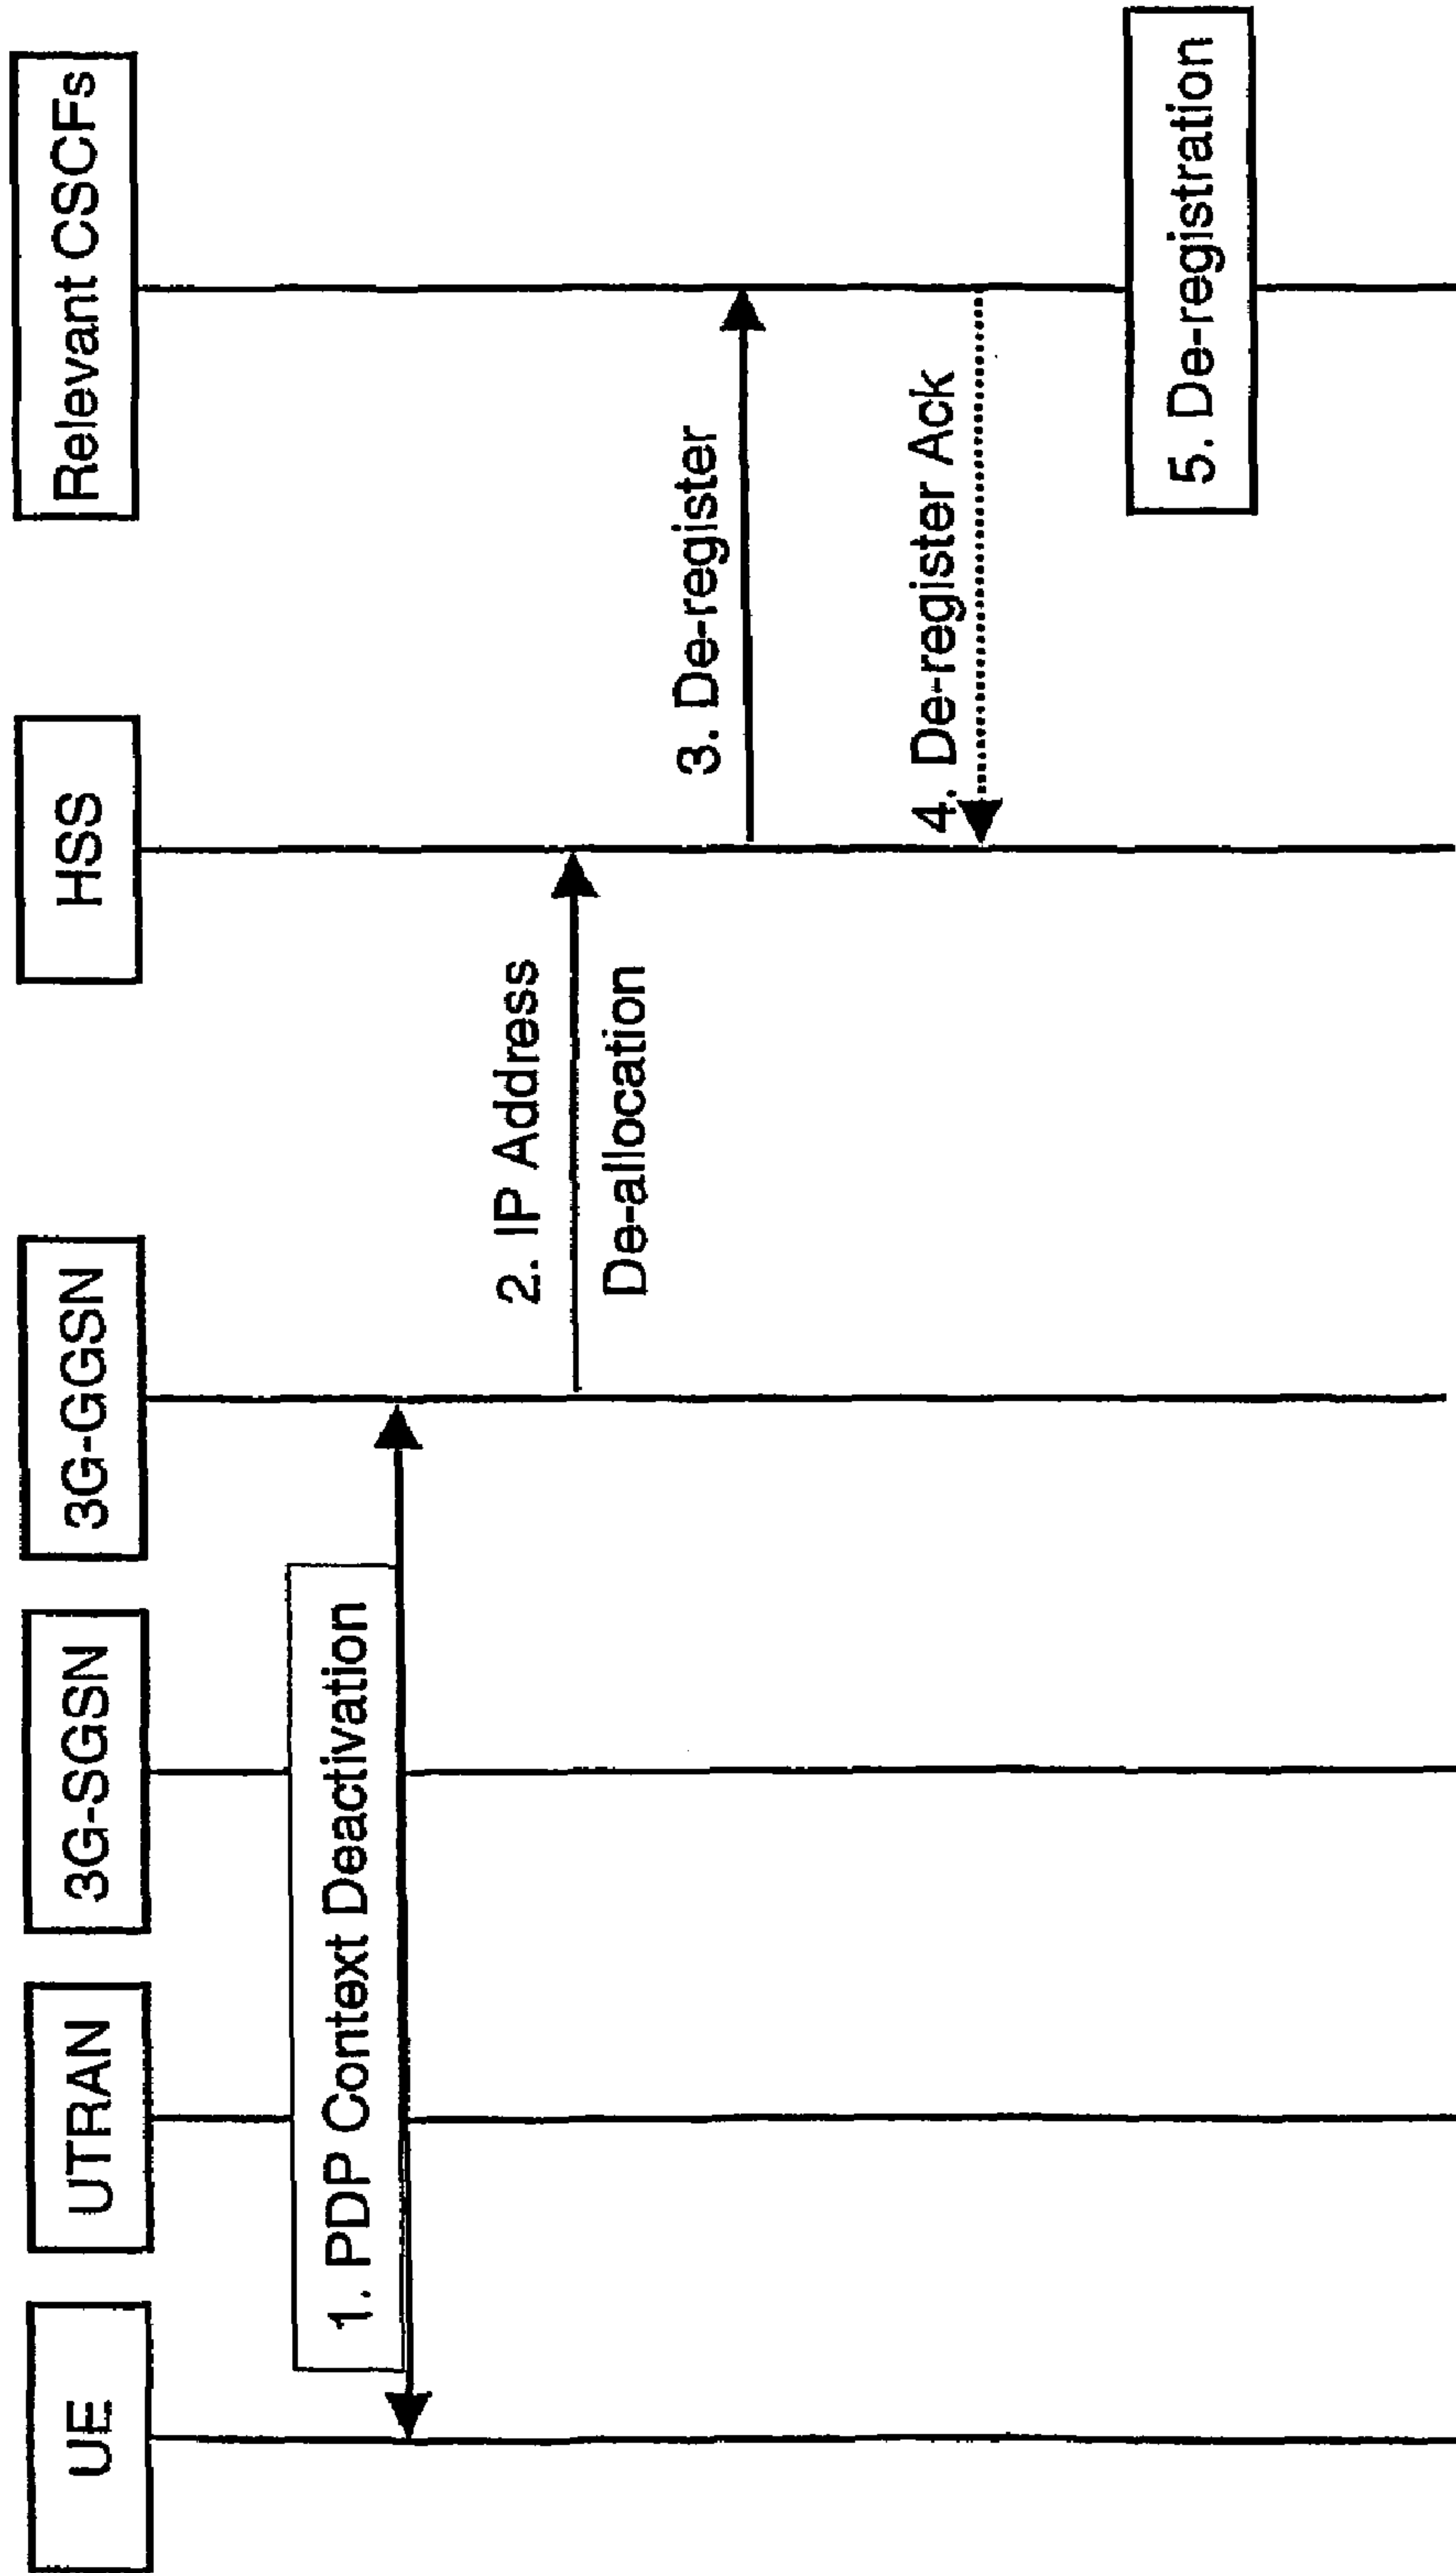 UE
UTRAN
3G-SGSN
3G-GGSN
HSS
Relevant CSCFs
1. PDP Context Deactivation
2. IP Address
De-allocation
3. De-register
4. De-register Ack
5. De-registration